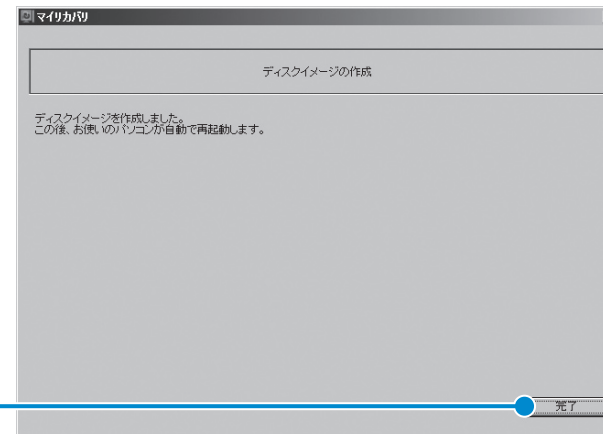 マイリカバリ
ディスクイメージの作成
ディスクイメージを作成しました。
この後、お使いのパソコンが自動で再起動します。
完了